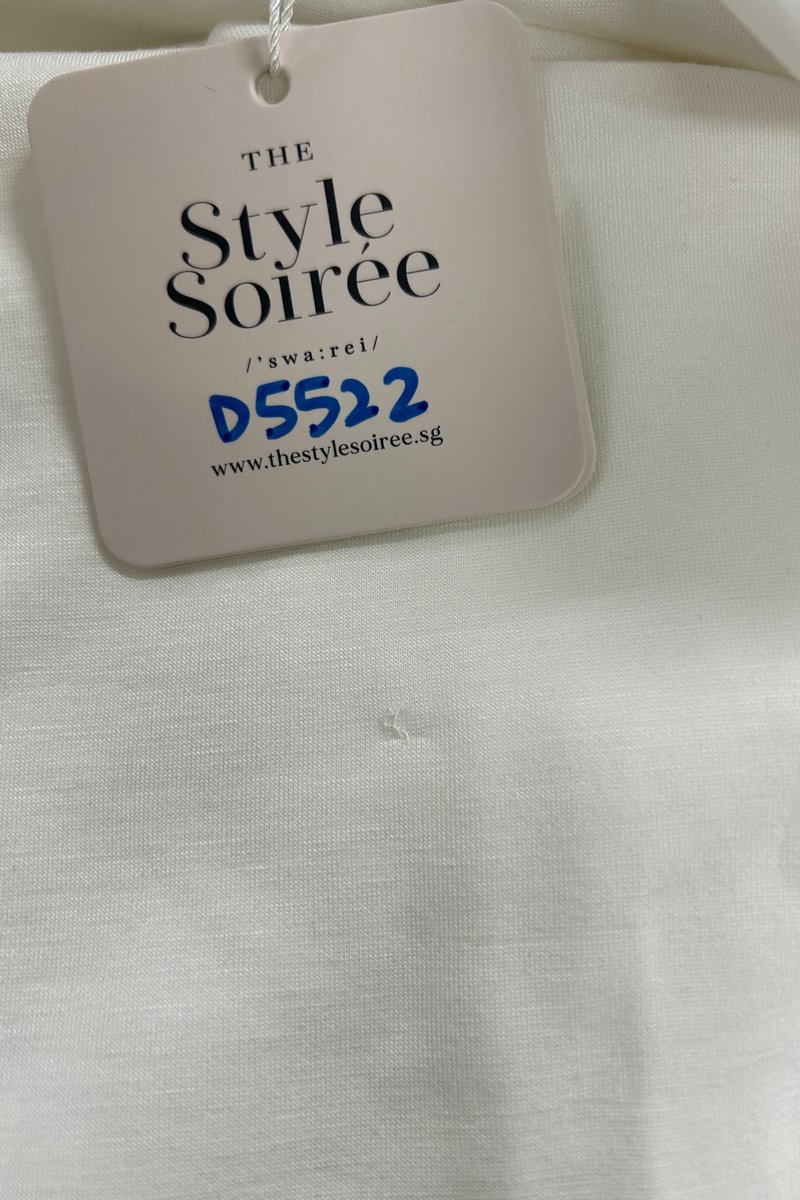 THE
Style
Soirée
/'swa:rei/
D5522
www.thestylesoiree.sg